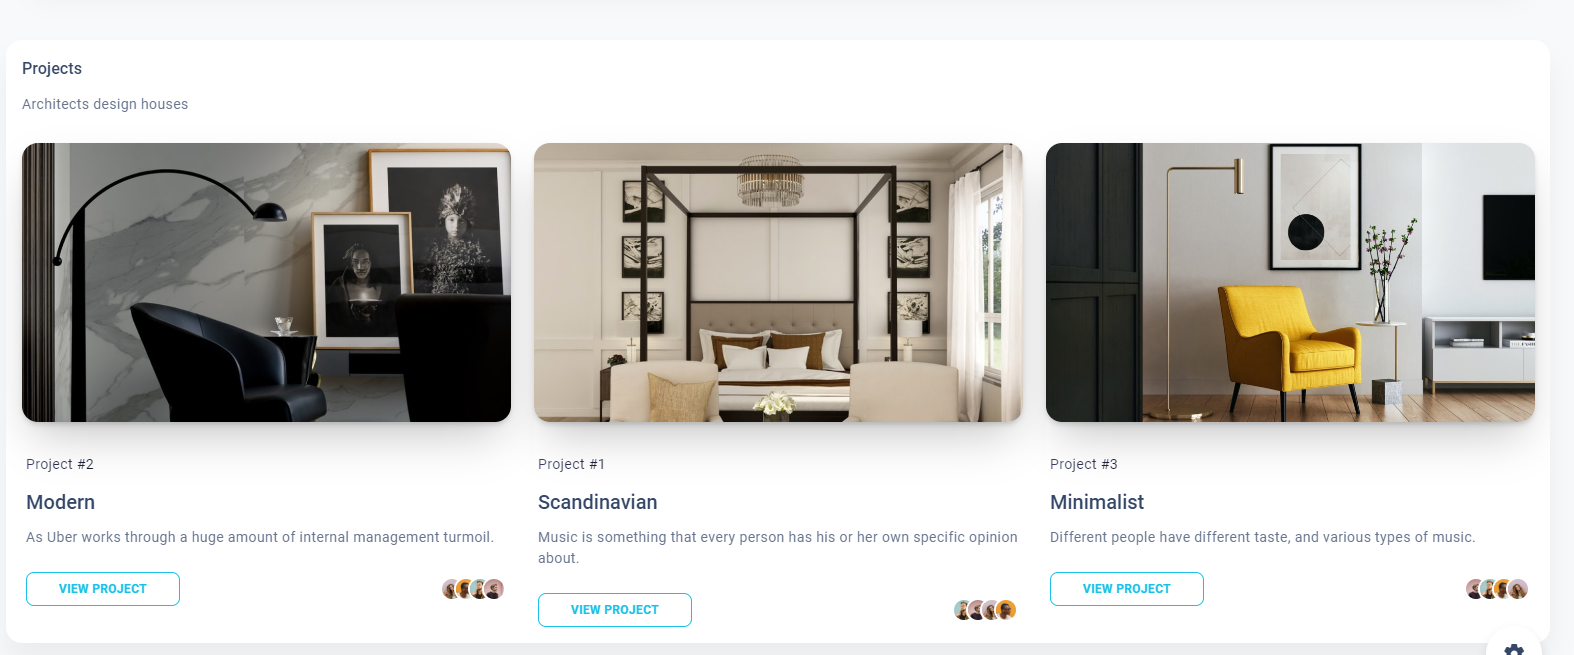 Projects
Architects design houses
Project #2
Modern
As Uber works through a huge amount of internal management turmoil.
VIEW PROJECT
Project #1
Scandinavian
Music is something that every person has his or her own specific opinion
about.
VIEW PROJECT
Project #3
Minimalist
Different people have different taste, and various types of music.
VIEW PROJECT